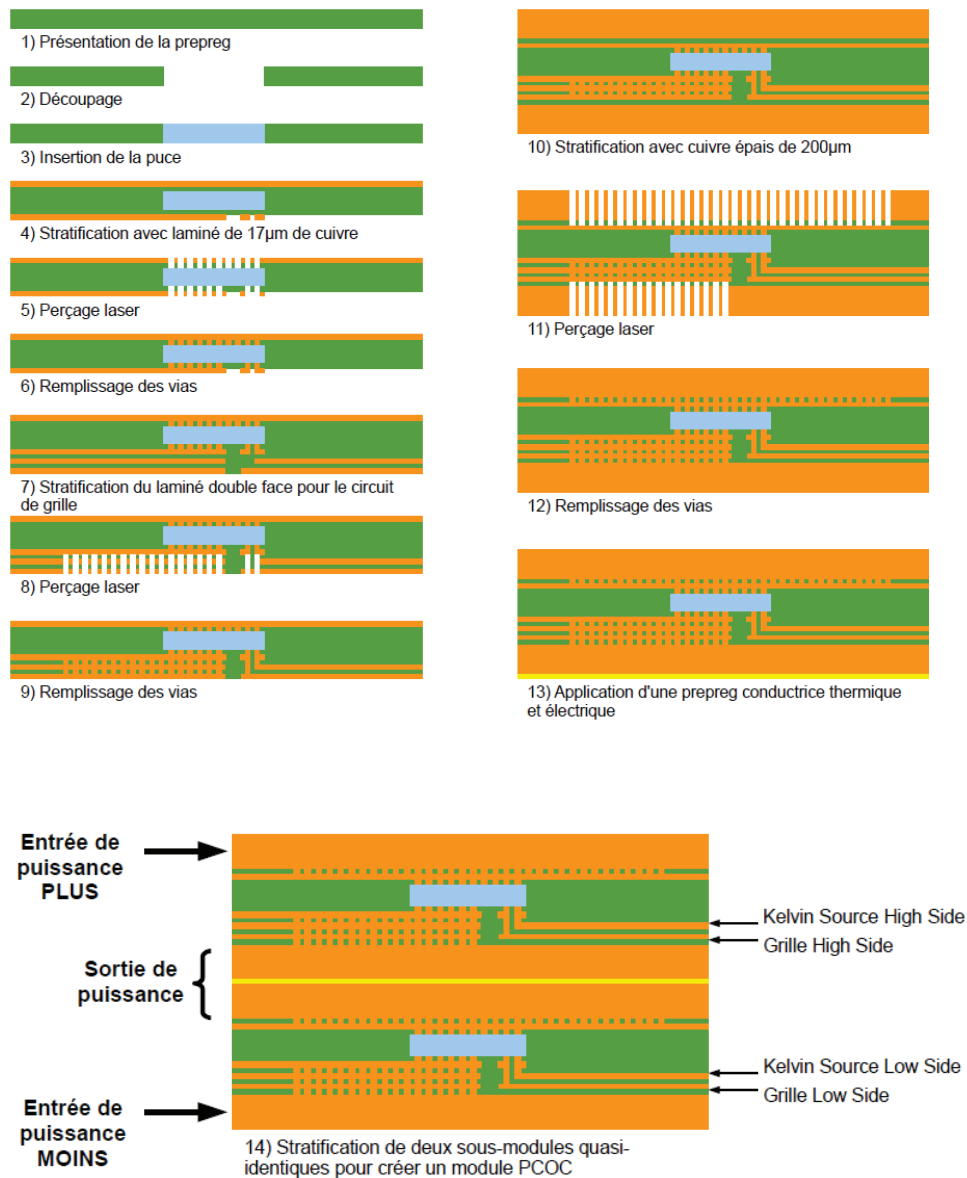 1) Présentation de la prepreg
2) Découpage
3) Insertion de la puce
4) Stratification avec laminé de 17µm de cuivre
5) Perçage laser
6) Remplissage des vias
7) Stratification du laminé double face pour le circuit
de grille
8) Perçage laser
9) Remplissage des vias
10) Stratification avec cuivre épais de 200µm
11) Perçage laser
12) Remplissage des vias
13) Application d'une prepreg conductrice thermique
et électrique
Entrée de
puissance
PLUS
Kelvin Source High Side
Grille High Side
Sortie de
puissance
Kelvin Source Low Side
Grille Low Side
Entrée de
puissance
MOINS
14) Stratification de deux sous-modules quasi-
identiques pour créer un module PCOC